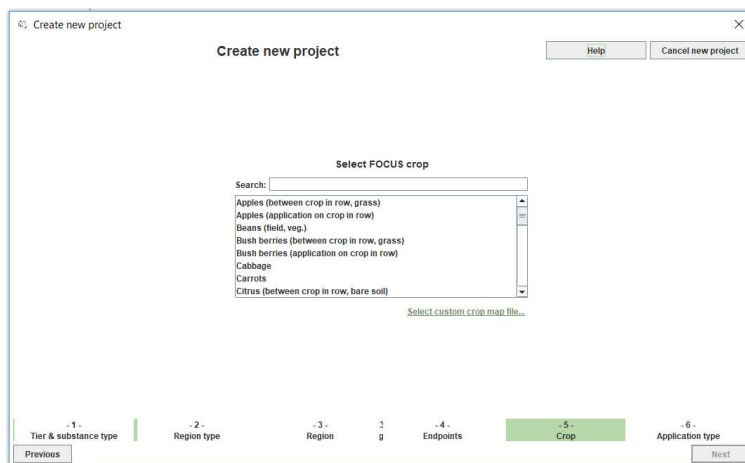 Create new project
Create new project
Help
Cancel new project
Select FOCUS crop
Search:
Apples (between crop in row, grass)
Apples (application on crop in row)
Beans (field, veg.)
Bush berries (between crop in row, grass)
Bush berries (application on crop in row)
Cabbage
Carrots
Citrus (between crop in row, bare soil)
Select custom crop map file...
- 1 -
Tier & substance type
- 2 -
Region type
- 3 -
Region
3
g
- 4 -
Endpoints
- 5 -
Crop
- 6 -
Application type
Previous
Next